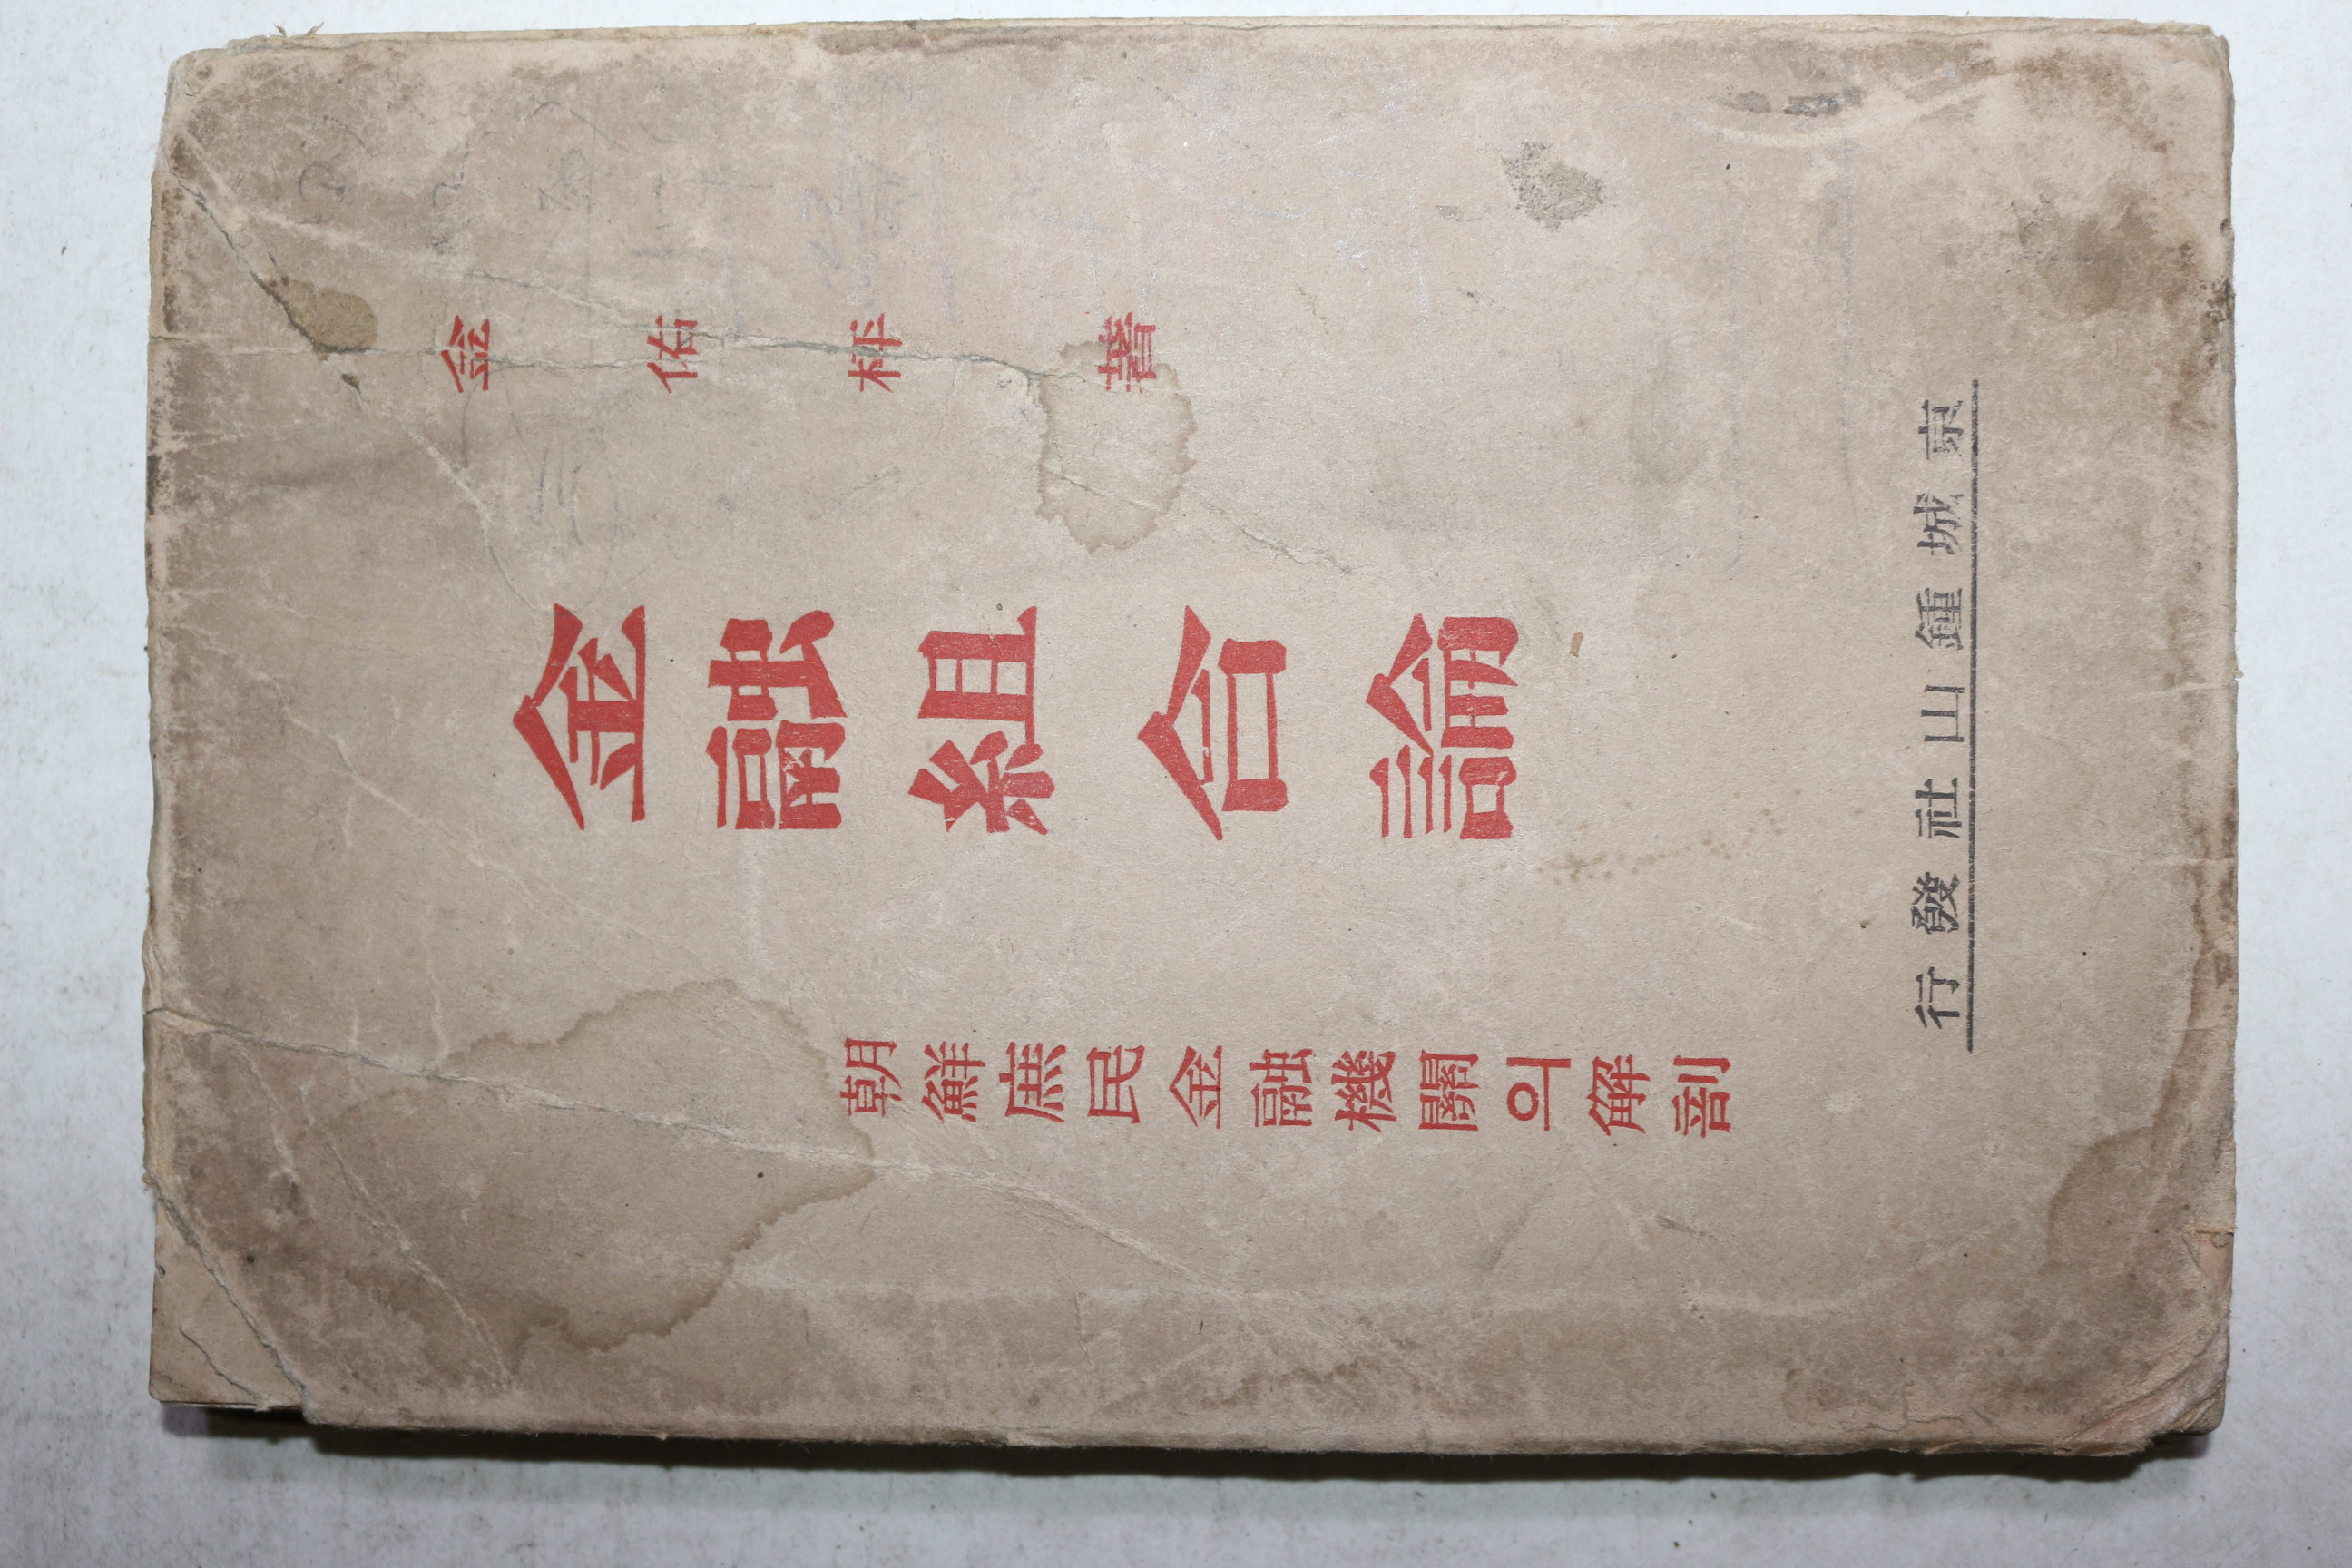 金佑枰 著
金融組合論
朝鮮庶民金融機關의解剖
京城鍾山社發行